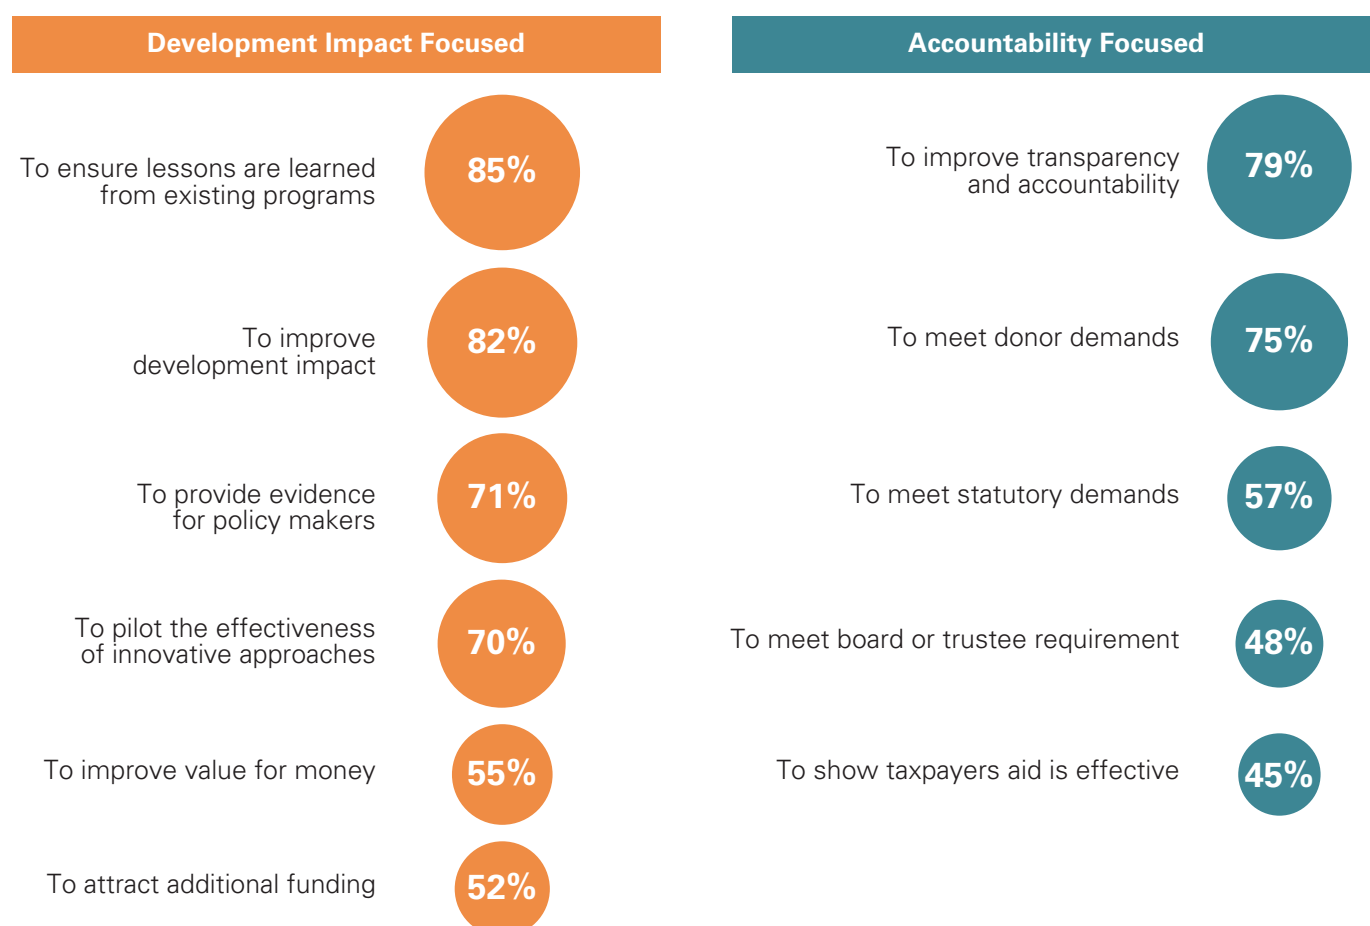 Development Impact Focused
To ensure lessons are learned
from existing programs
85%
To improve
development impact
82%
To provide evidence
for policy makers
71%
To pilot the effectiveness
of innovative approaches
70%
To improve value for money
55%
To attract additional funding
52%
Accountability Focused
To improve transparency
and accountability
79%
To meet donor demands
75%
To meet statutory demands
57%
To meet board or trustee requirement
48%
To show taxpayers aid is effective
45%